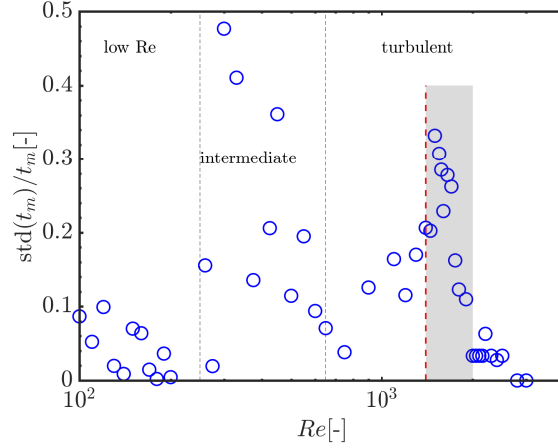 0.5
low Re
turbulent
0.4
0.3
intermediate
0.2
0.1
0
10^2
10^3
std(t_m)/t_m[-]
Re[-]